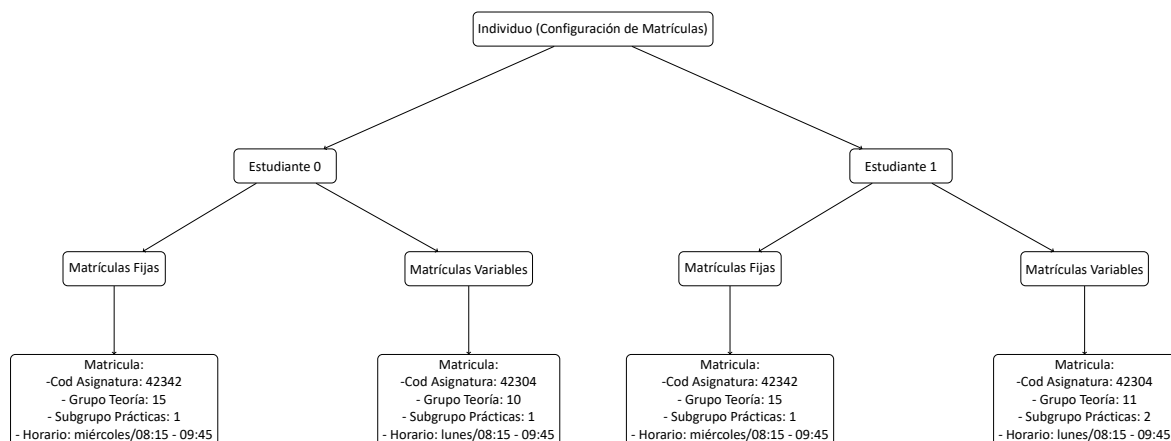 Individuo (Configuración de Matrículas)
Estudiante 0
Estudiante 1
Matrículas Fijas
Matrículas Variables
Matrículas Fijas
Matrículas Variables
Matricula:
-Cod Asignatura: 42342
- Grupo Teoría: 15
- Subgrupo Prácticas: 1
- Horario: miércoles/08:15 - 09:45
Matricula:
-Cod Asignatura: 42304
- Grupo Teoría: 10
- Subgrupo Prácticas: 1
- Horario: lunes/08:15 - 09:45
Matricula:
-Cod Asignatura: 42342
- Grupo Teoría: 15
- Subgrupo Prácticas: 1
- Horario: miércoles/08:15 - 09:45
Matricula:
-Cod Asignatura: 42304
- Grupo Teoría: 11
- Subgrupo Prácticas: 2
- Horario: lunes/08:15 - 09:45